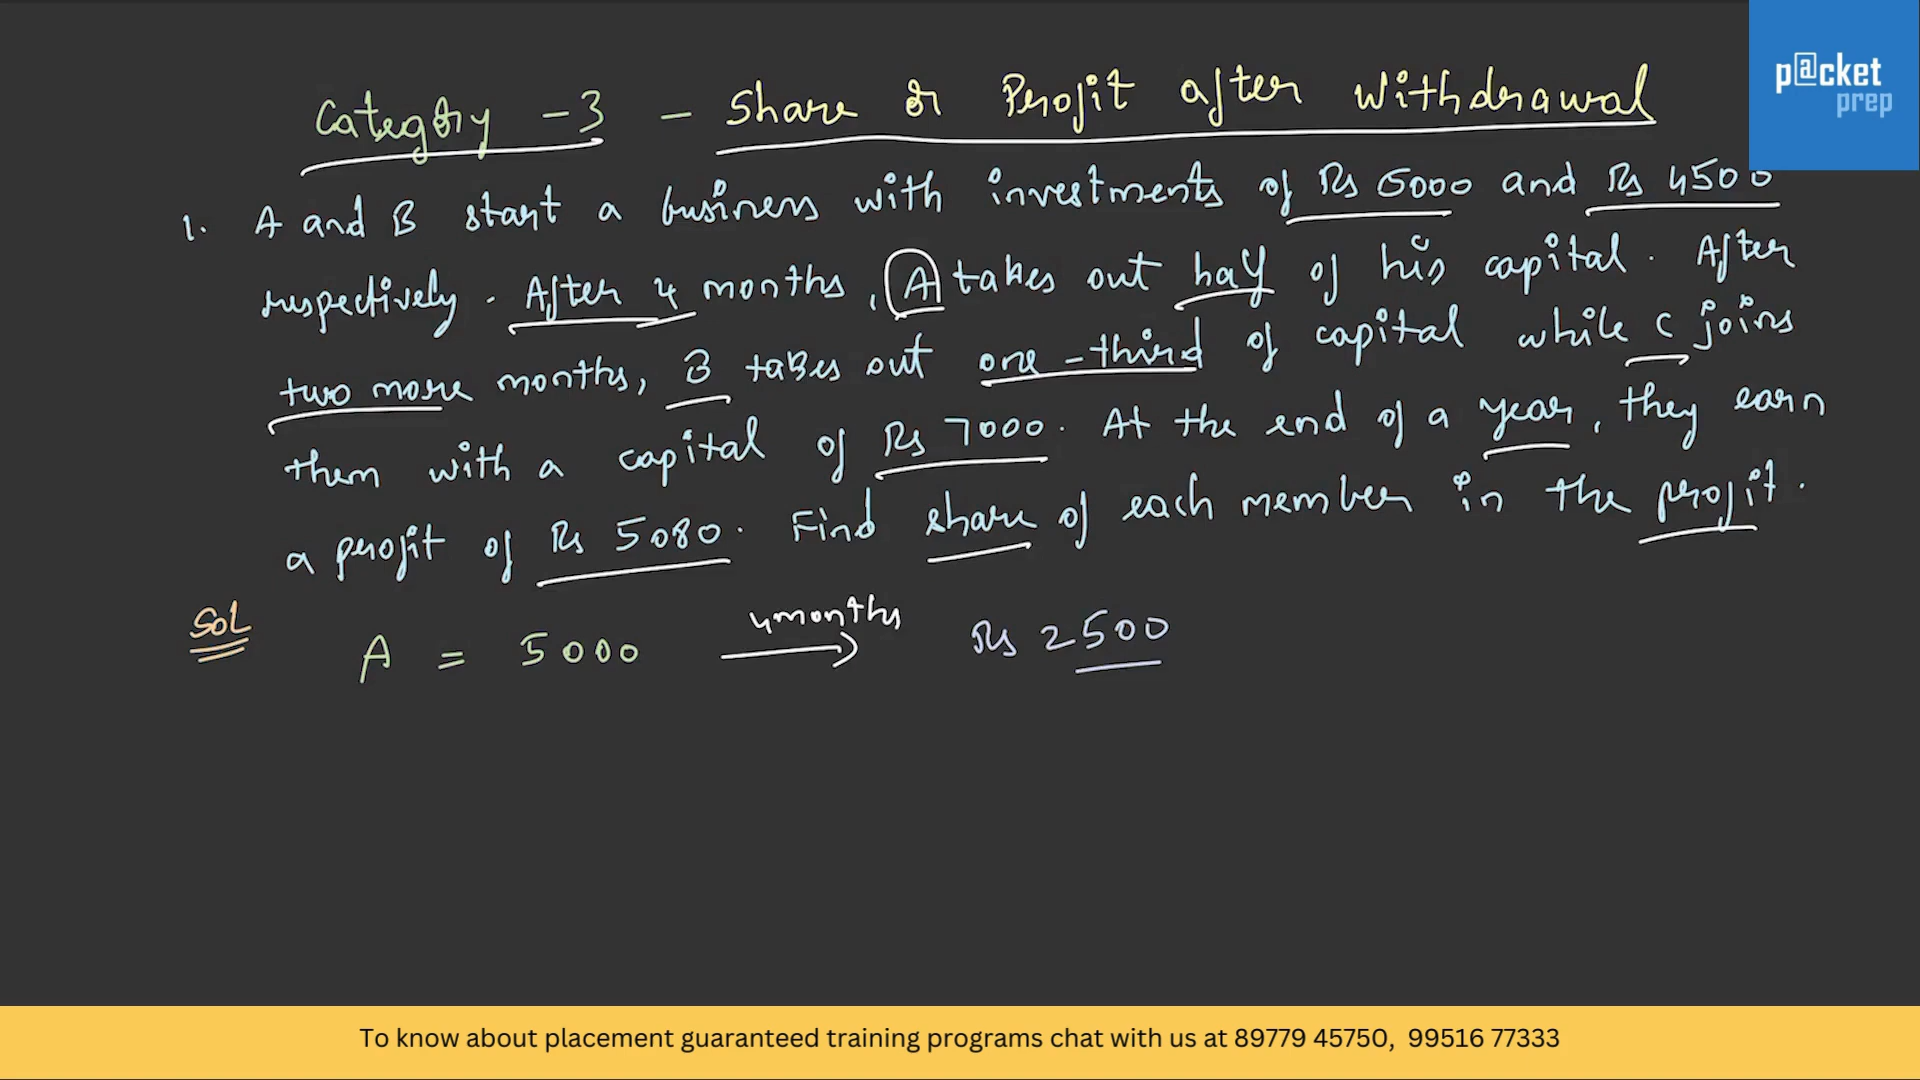 p@cket
prep
Category - 3 - Share or Profit after Withdrawal
1. A and B start a business with investments of Rs 5000 and Rs 4500
respectively. After 4 months, A takes out half of his capital. After
two more months, B takes out one-third of capital while C joins
them with a capital of Rs 7000. At the end of a year, they earn
a profit of Rs 5080. Find share of each member in the profit.
Sol
4 months
A = 5000 → Rs 2500
To know about placement guaranteed training programs chat with us at 89779 45750, 99516 77333